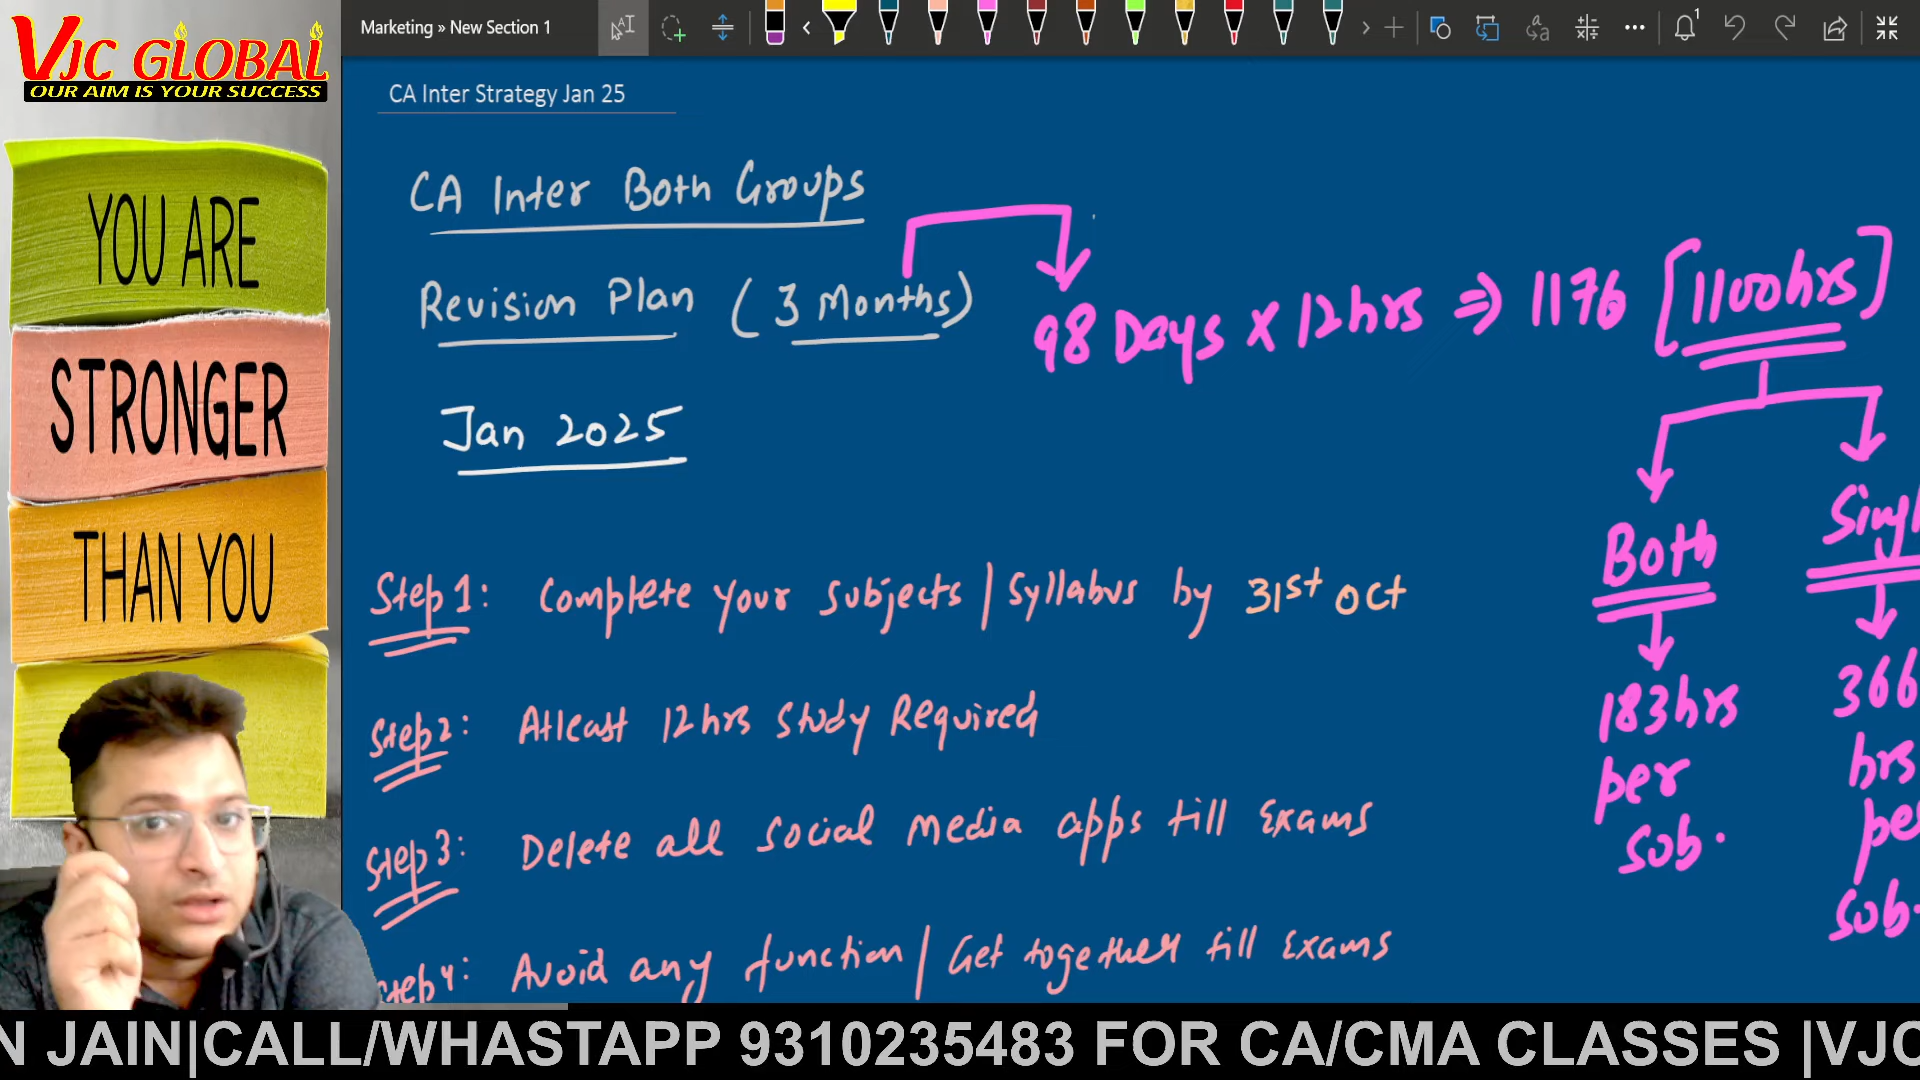 VJC GLOBAL
OUR AIM IS YOUR SUCCESS
YOU ARE
STRONGER
THAN YOU
Marketing » New Section 1
CA Inter Strategy Jan 25
CA Inter Both Groups
Revision Plan ( 3 Months)
98 Days x 12hrs ⇒ 1176 [1100hrs]
Jan 2025
Both
183hrs
per
sub.
366
hrs
sub.
Step 1: Complete your subjects / syllabus by 31st Oct
Step 2: Atleast 12hrs Study Required
Step 3: Delete all social media apps till Exams
Step 4: Avoid any function / Get together till Exams
N JAIN|CALL/WHASTAPP 9310235483 FOR CA/CMA CLASSES |VJC